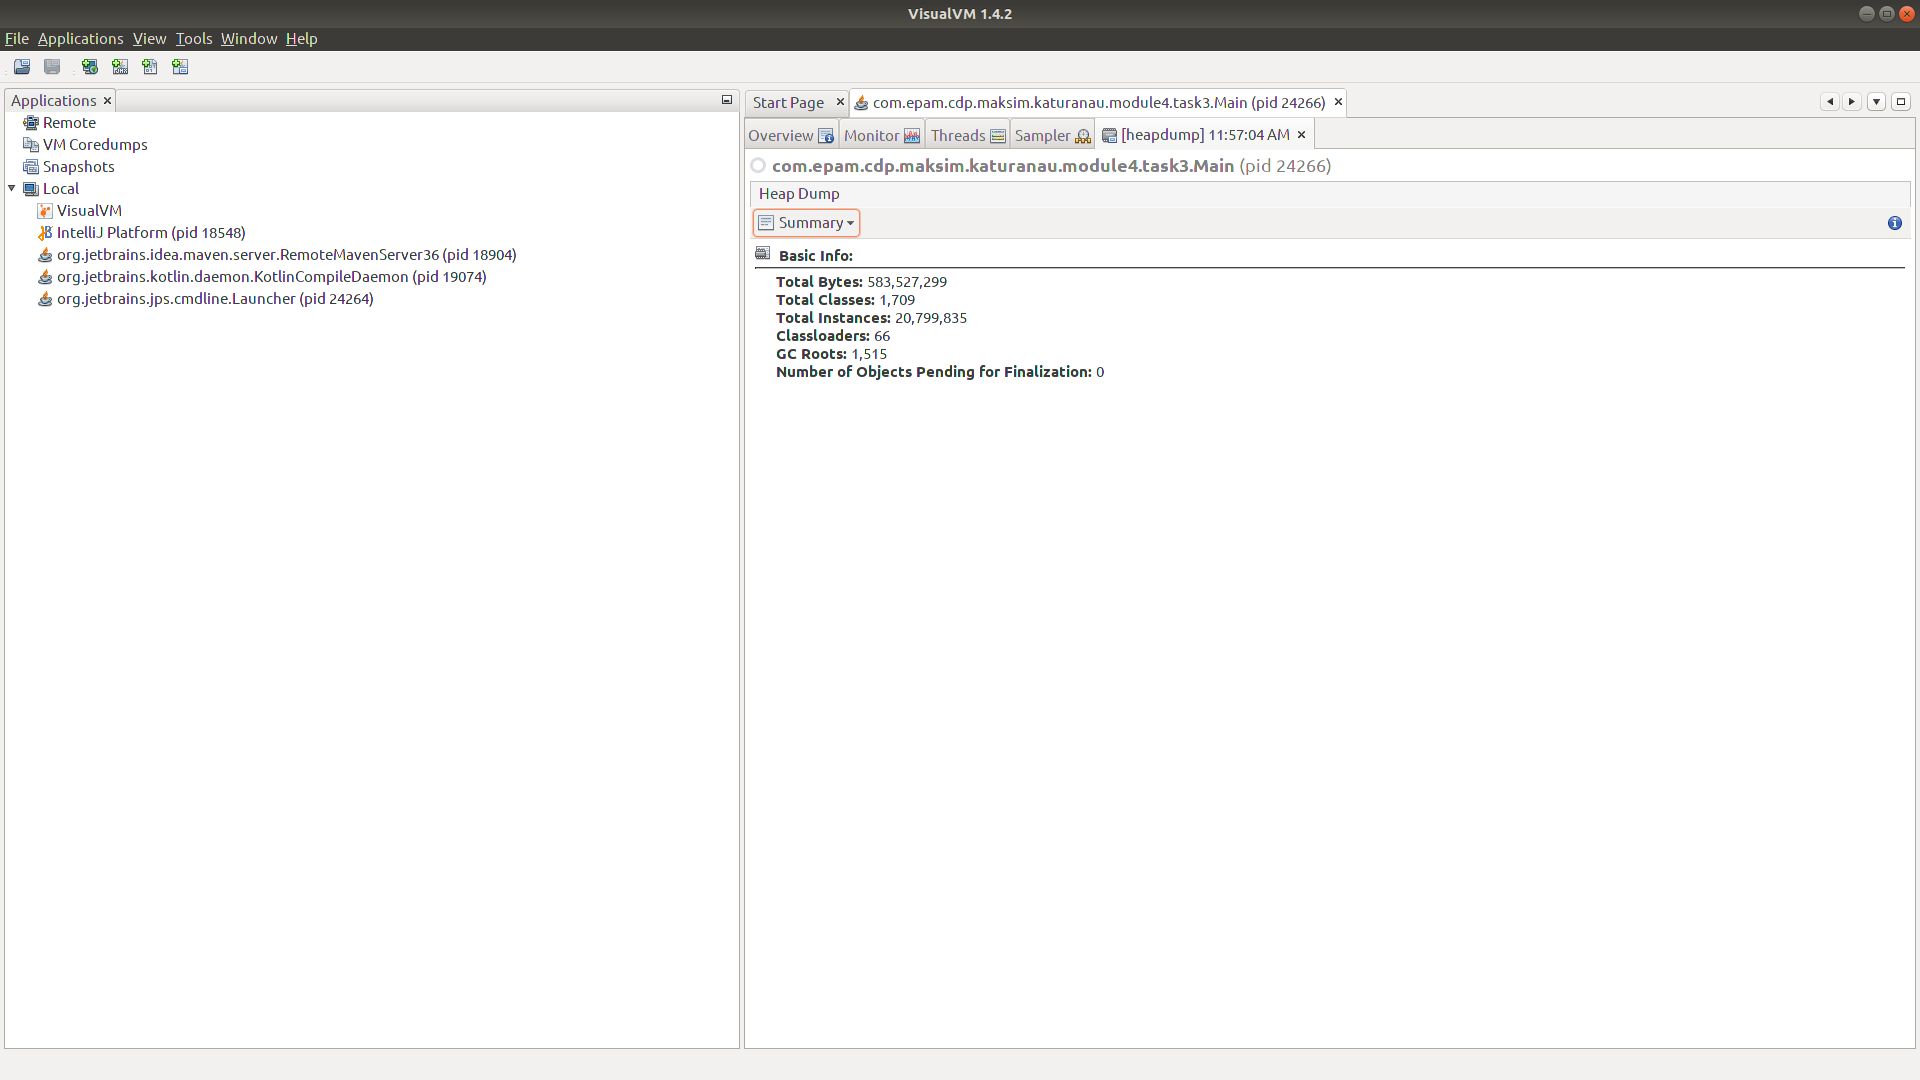 VisualVM 1.4.2
File Applications View Tools Window Help
Applications
Remote
VM Coredumps
Snapshots
Local
VisualVM
IntelliJ Platform (pid 18548)
org.jetbrains.idea.maven.server.RemoteMavenServer36 (pid 18904)
org.jetbrains.kotlin.daemon.KotlinCompileDaemon (pid 19074)
org.jetbrains.jps.cmdline.Launcher (pid 24264)
Start Page com.epam.cdp.maksim.katuranau.module4.task3.Main (pid 24266)
Overview Monitor Threads Sampler [heapdump] 11:57:04 AM
com.epam.cdp.maksim.katuranau.module4.task3.Main (pid 24266)
Heap Dump
Summary
Basic Info:
Total Bytes: 583,527,299
Total Classes: 1,709
Total Instances: 20,799,835
Classloaders: 66
GC Roots: 1,515
Number of Objects Pending for Finalization: 0